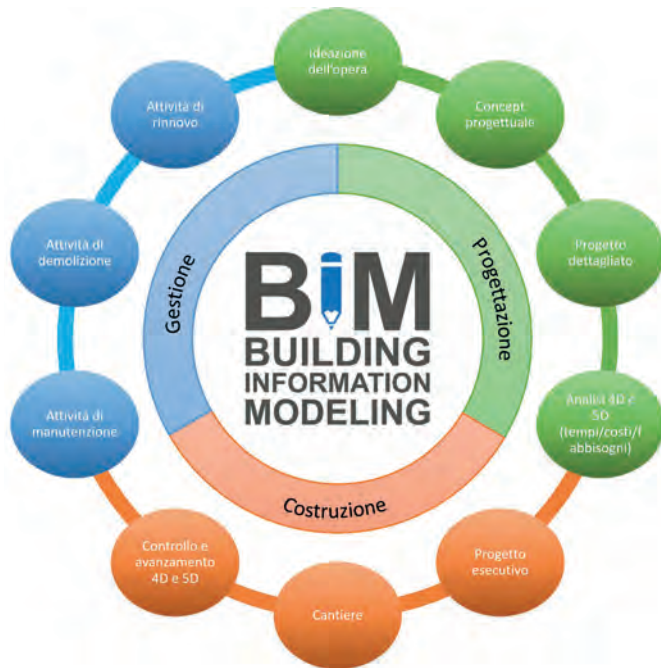 Ideazione
dell'opera
Concept
progettuale
Progetto
dettagliato
Analisi 4D e
5D
(tempi/costi/f
abbisogni)
Progetto
esecutivo
Cantiere
Controllo e
avanzamento
4D e 5D
Attività di
manutenzione
Attività di
demolizione
Attività di
rinnovo
Gestione
Progettazione
Costruzione
BIM
BUILDING
INFORMATION
MODELING